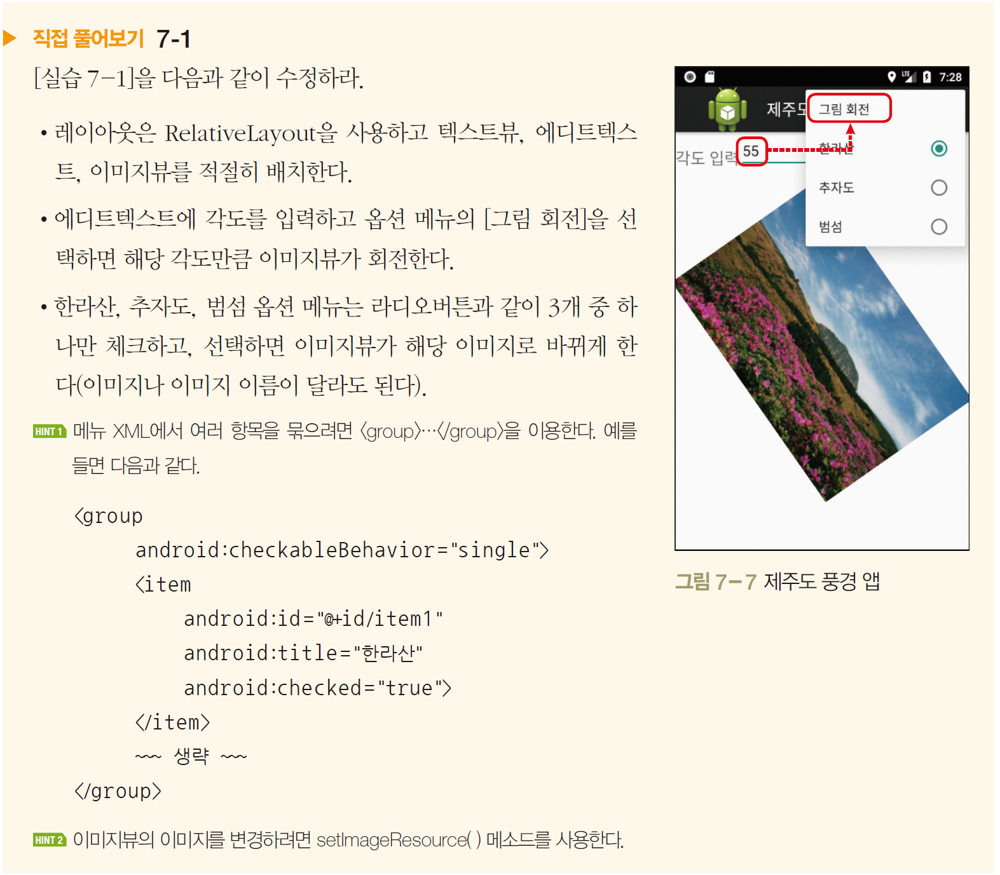 직접 풀어보기 7-1
[실습 7-1]을 다음과 같이 수정하라.
• 레이아웃은 RelativeLayout을 사용하고 텍스트뷰, 에디트텍스
트, 이미지뷰를 적절히 배치한다.
• 에디트텍스트에 각도를 입력하고 옵션 메뉴의 [그림 회전]을 선
택하면 해당 각도만큼 이미지뷰가 회전한다.
• 한라산, 추자도, 범섬 옵션 메뉴는 라디오버튼과 같이 3개 중 하
나만 체크하고, 선택하면 이미지뷰가 해당 이미지로 바뀌게 한
다(이미지나 이미지 이름이 달라도 된다).
HINT 1 메뉴 XML에서 여러 항목을 묶으려면 〈group〉…〈/group〉을 이용한다. 예를
들면 다음과 같다.
〈group
android:checkableBehavior="single"〉
〈item
android:id="@+id/item1"
android:title="한라산"
android:checked="true"〉
〈/item〉
~~~ 생략 ~~~
〈/group〉
HINT 2 이미지뷰의 이미지를 변경하려면 setImageResource( ) 메소드를 사용한다.
LTE 7:28
제주도
그림 회전
각도 입력 55
한라산
추자도
범섬
그림 7-7 제주도 풍경 앱